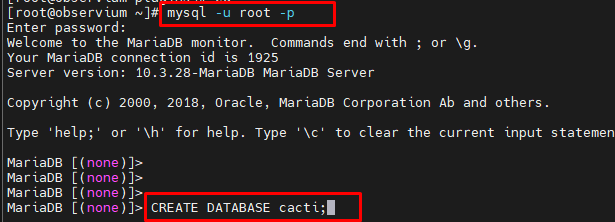 [root@observium ~]# mysql -u root -p
Enter password:
Welcome to the MariaDB monitor.  Commands end with ; or \g.
Your MariaDB connection id is 1925
Server version: 10.3.28-MariaDB MariaDB Server
Copyright (c) 2000, 2018, Oracle, MariaDB Corporation Ab and others.
Type 'help;' or '\h' for help. Type '\c' to clear the current input statemen
MariaDB [(none)]>
MariaDB [(none)]>
MariaDB [(none)]> CREATE DATABASE cacti;